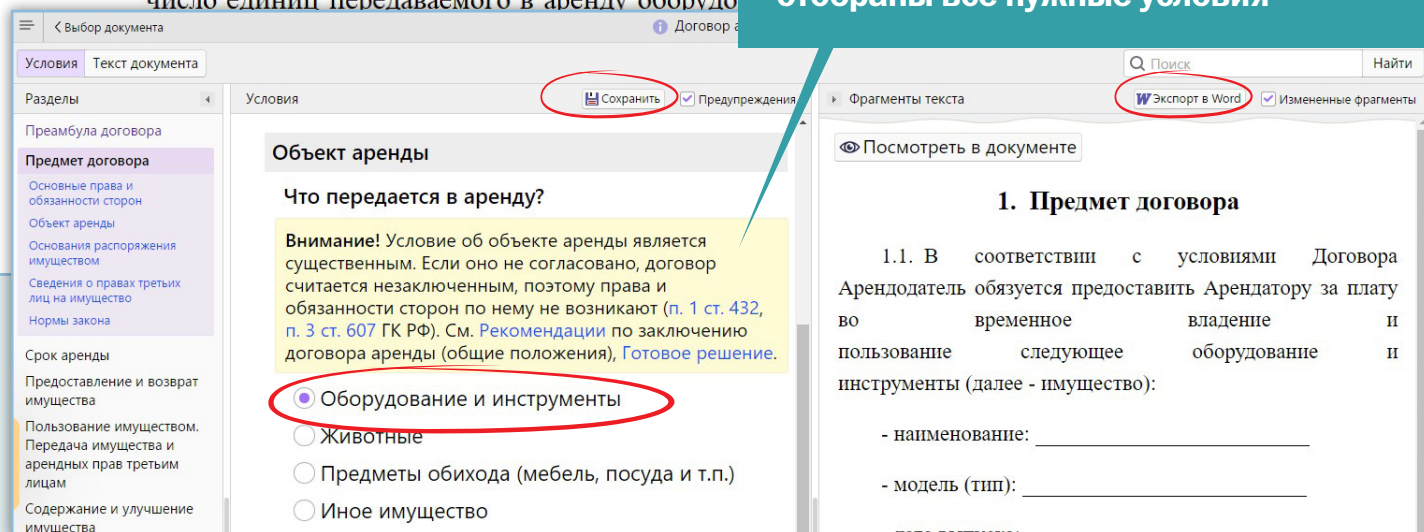 число единиц передаваемого в аренду оборудо
отобраны все нужные условия
Выбор документа
Договор а
Условия Текст документа
Поиск Найти
Разделы
Преамбула договора
Предмет договора
Основные права и
обязанности сторон
Объект аренды
Основания распоряжения
имуществом
Сведения о правах третьих
лиц на имущество
Нормы закона
Срок аренды
Предоставление и возврат
имущества
Пользование имуществом.
Передача имущества и
арендных прав третьим
лицам
Содержание и улучшение
имущества
Условия Сохранить Предупреждения
Объект аренды
Что передается в аренду?
Внимание! Условие об объекте аренды является
существенным. Если оно не согласовано, договор
считается незаключенным, поэтому права и
обязанности сторон по нему не возникают (п. 1 ст. 432,
п. 3 ст. 607 ГК РФ). См. Рекомендации по заключению
договора аренды (общие положения), Готовое решение.
Оборудование и инструменты
Животные
Предметы обихода (мебель, посуда и т.п.)
Иное имущество
Фрагменты текста Экспорт в Word Измененные фрагменты
Посмотреть в документе
1. Предмет договора
1.1. В соответствии с условиями Договора
Арендодатель обязуется предоставить Арендатору за плату
во временное владение и
пользование следующее оборудование и
инструменты (далее - имущество):
- наименование:
- модель (тип):